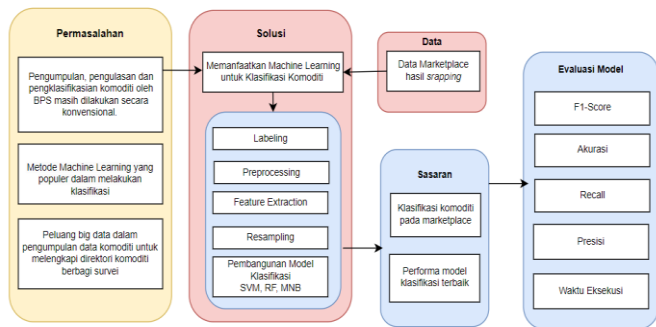 Permasalahan
Pengumpulan, pengulasan dan
pengklasifikasian komoditi oleh
BPS masih dilakukan secara
konvensional.
Metode Machine Learning yang
populer dalam melakukan
klasifikasi
Peluang big data dalam
pengumpulan data komoditi untuk
melengkapi direktori komoditi
berbagi survei
Solusi
Memanfaatkan Machine Learning
untuk Klasifikasi Komoditi
Labeling
Preprocessing
Feature Extraction
Resampling
Pembangunan Model
Klasifikasi
SVM, RF, MNB
Data
Data Marketplace
hasil srapping
Sasaran
Klasifikasi komoditi
pada marketplace
Performa model
klasifikasi terbaik
Evaluasi Model
F1-Score
Akurasi
Recall
Presisi
Waktu Eksekusi